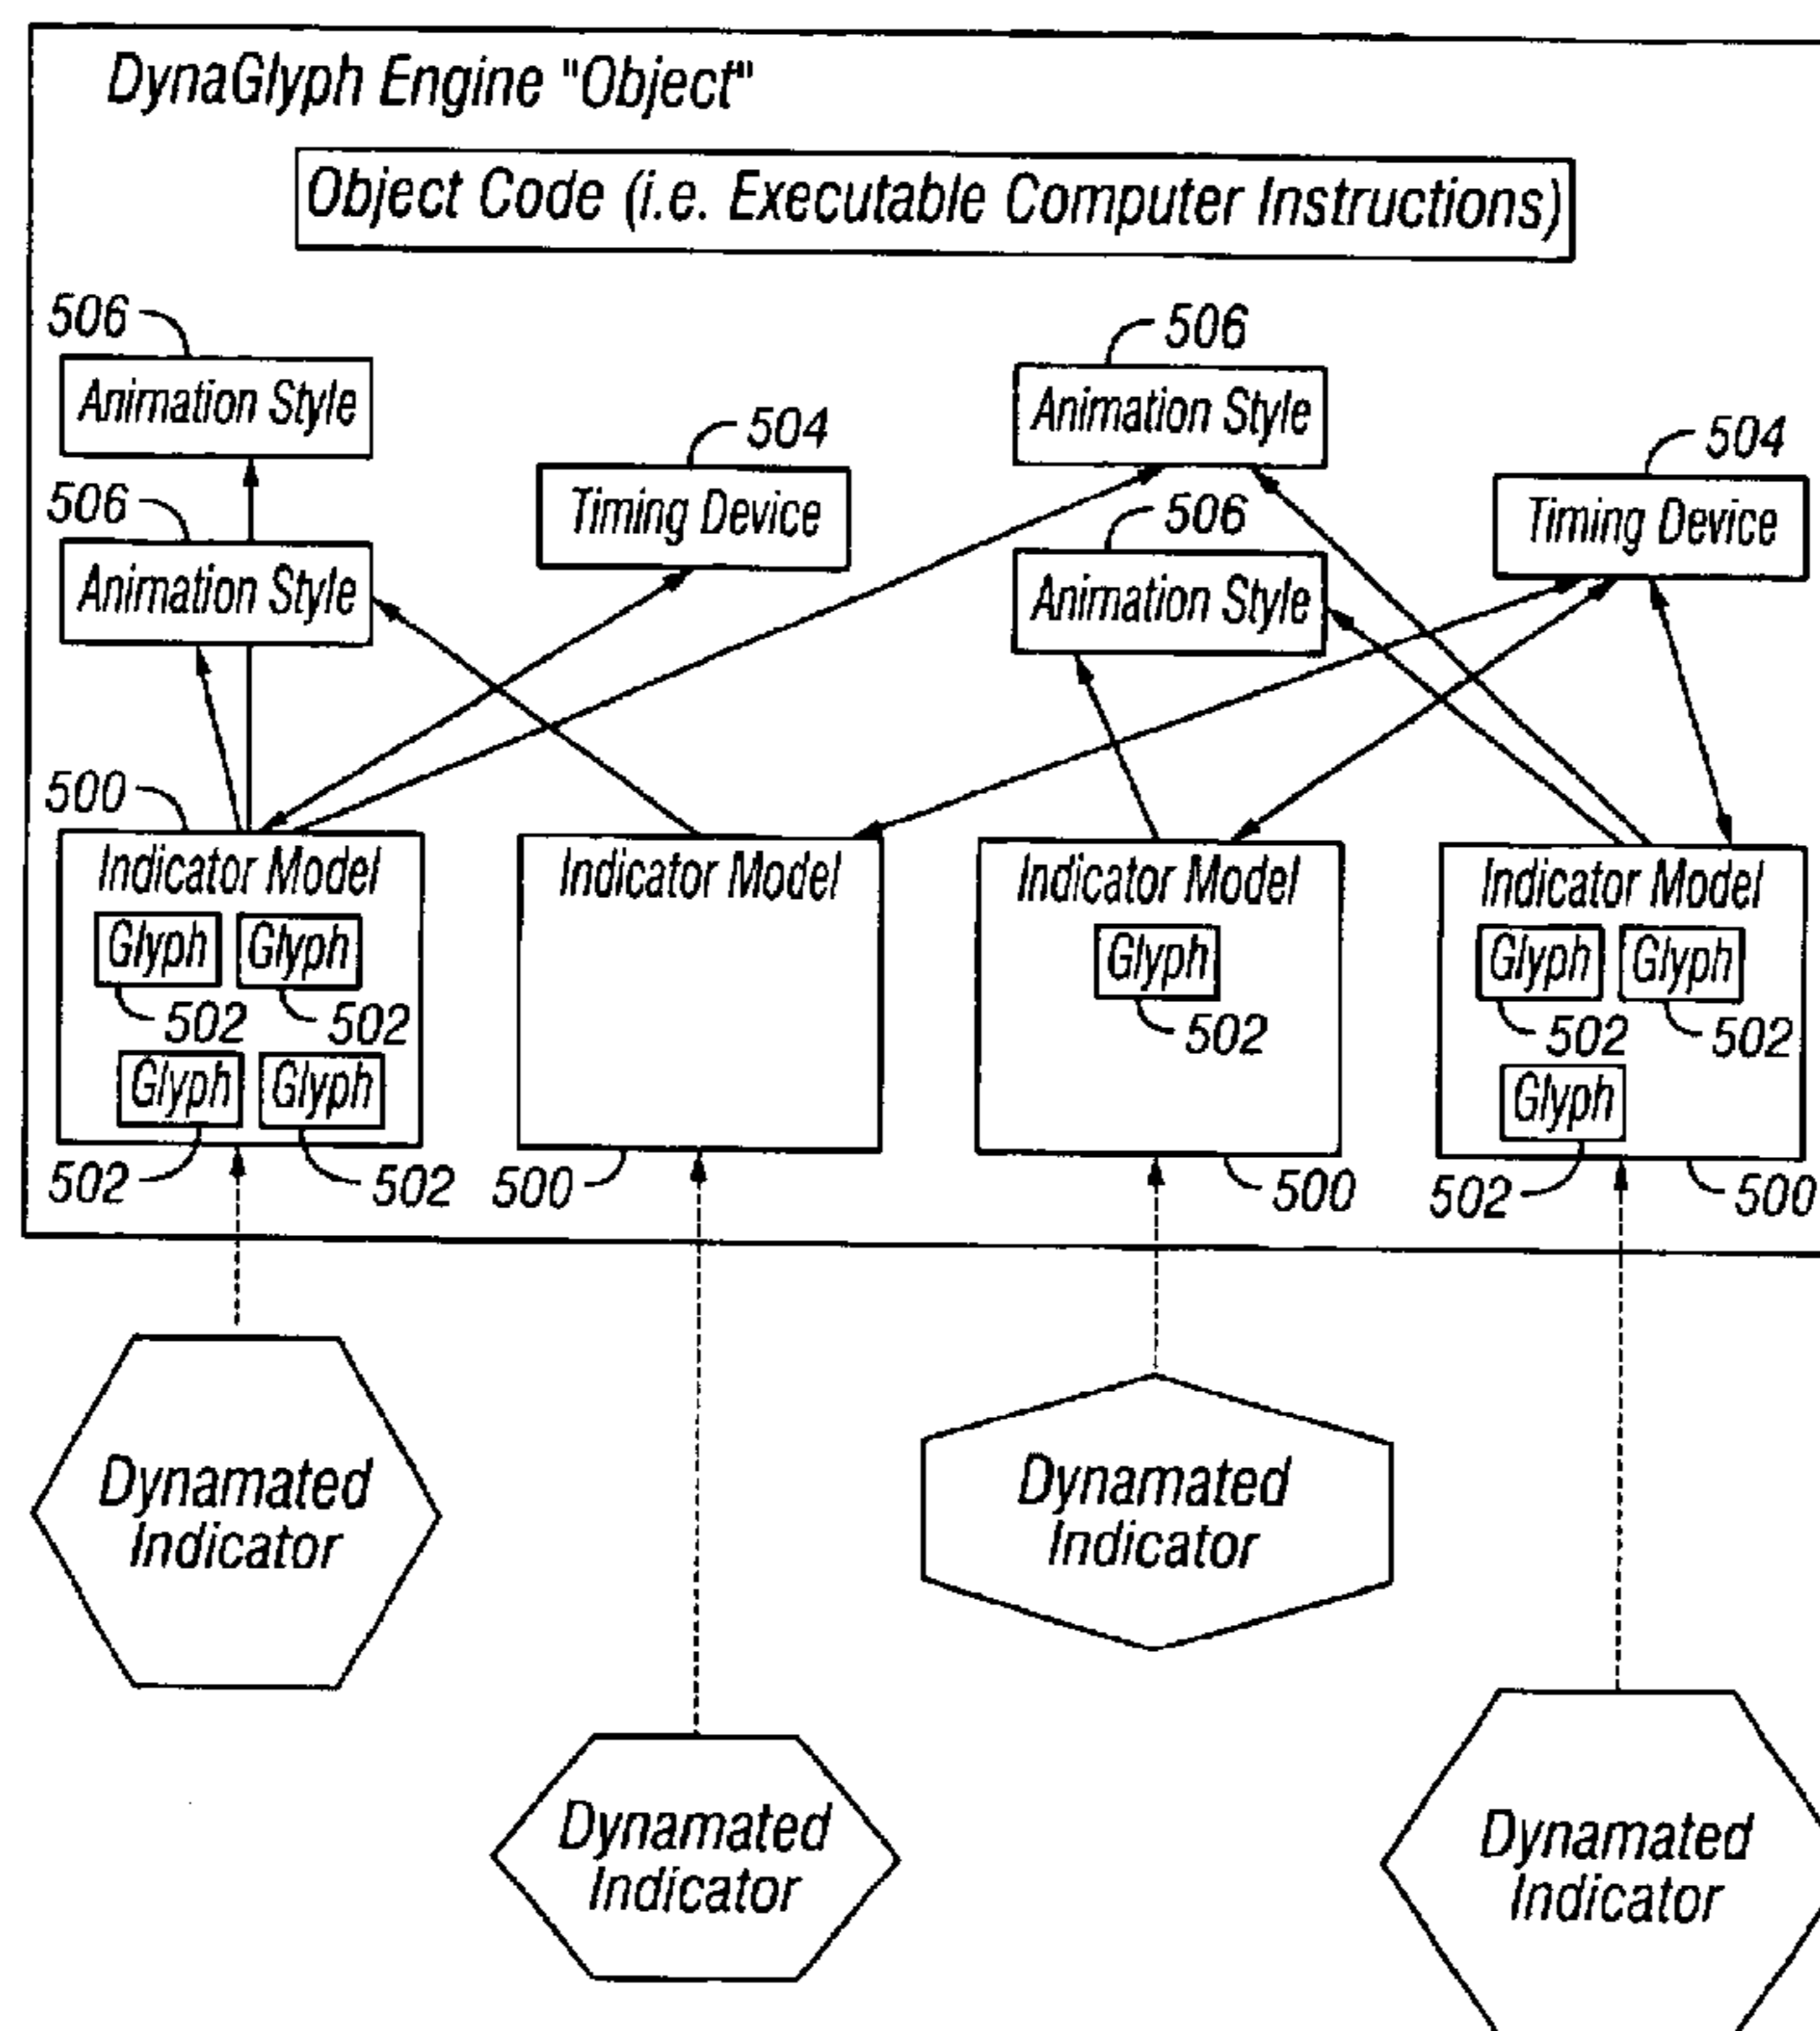 DynaGlyph Engine "Object"
Object Code (i.e. Executable Computer Instructions)
506
506
Animation Style
Animation Style
504
504
Timing Device
Timing Device
506
506
Animation Style
Animation Style
500
Indicator Model
Indicator Model
Indicator Model
Indicator Model
Glyph
Glyph
Glyph
Glyph
Glyph
502
502
502
502
502
Glyph
Glyph
Glyph
502
502
500
500
502
500
Dynamated
Indicator
Dynamated
Indicator
Dynamated
Indicator
Dynamated
Indicator